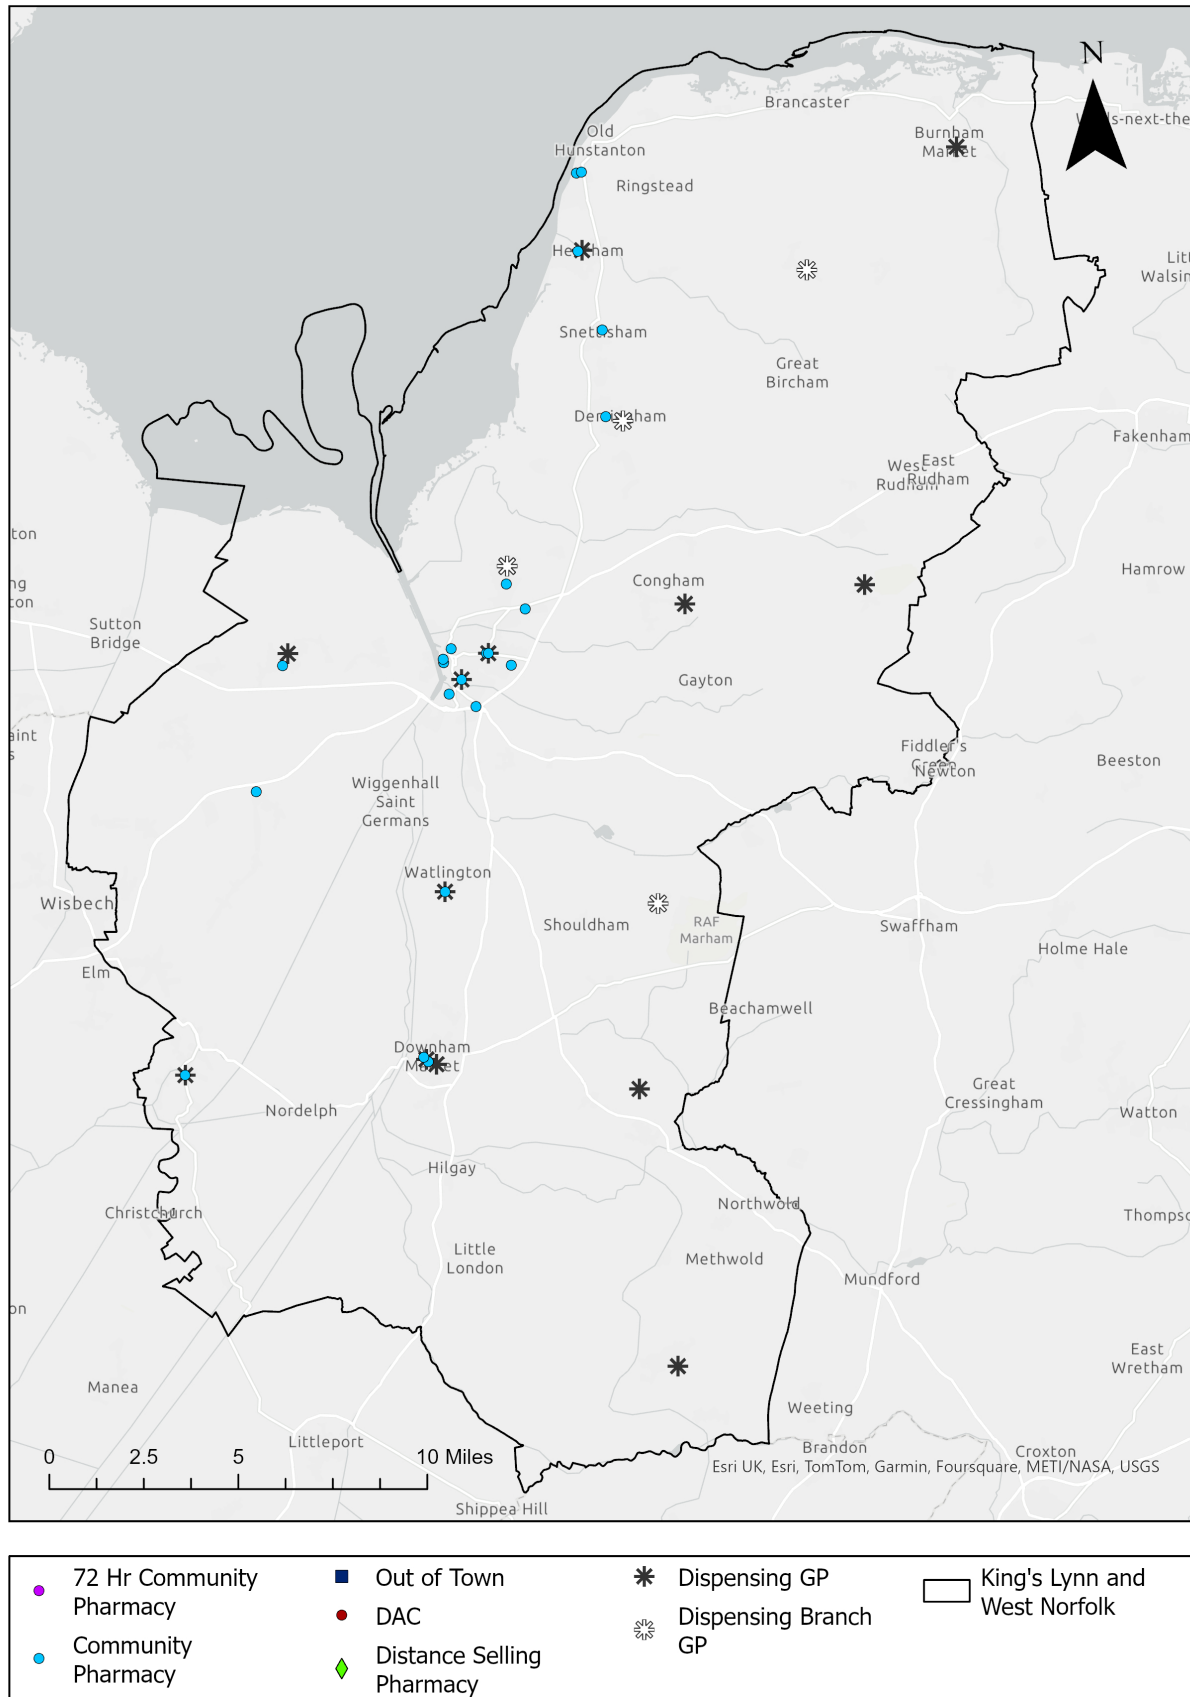 N
Brancaster
Old
Hunstanton
Burnham
Market
Ringstead
Great
Bircham
Fakenham
West
Rudham
East
Rudham
Hamrow
Congham
Sutton
Bridge
Gayton
Fiddler's
Green
Newton
Beeston
Wiggenhall
Saint
Germans
Watlington
Wisbech
Shouldham
RAF
Marham
Swaffham
Holme Hale
Elm
Beachamwell
Downham
Market
Great
Cressingham
Watton
Nordelph
Hilgay
Northwold
Christchurch
Little
London
Methwold
Mundford
East
Wretham
Manea
Weeting
Littleport
Brandon
Croxton
0 2.5 5 10 Miles
Esri UK, Esri, TomTom, Garmin, Foursquare, METI/NASA, USGS
Shippea Hill
72 Hr Community
Pharmacy
Community
Pharmacy
Out of Town
DAC
Distance Selling
Pharmacy
Dispensing GP
Dispensing Branch
GP
King's Lynn and
West Norfolk